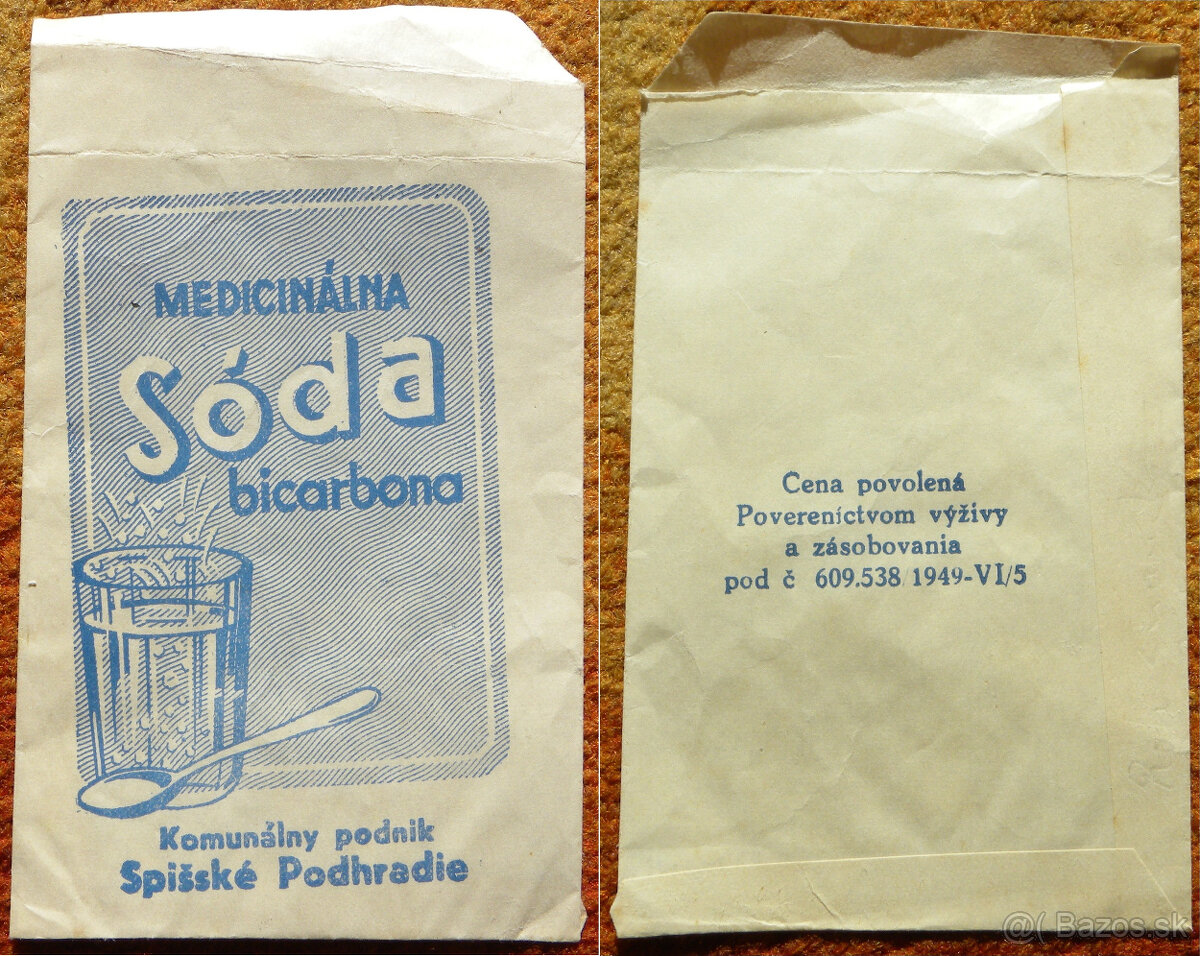 MEDICINÁLNA
Sóda
bicarbona
Komunálny podnik
Spišské Podhradie
Cena povolená
Povereníctvom výživy
a zásobovania
pod č 609.538/1949-VI/5
@( Bazos.sk